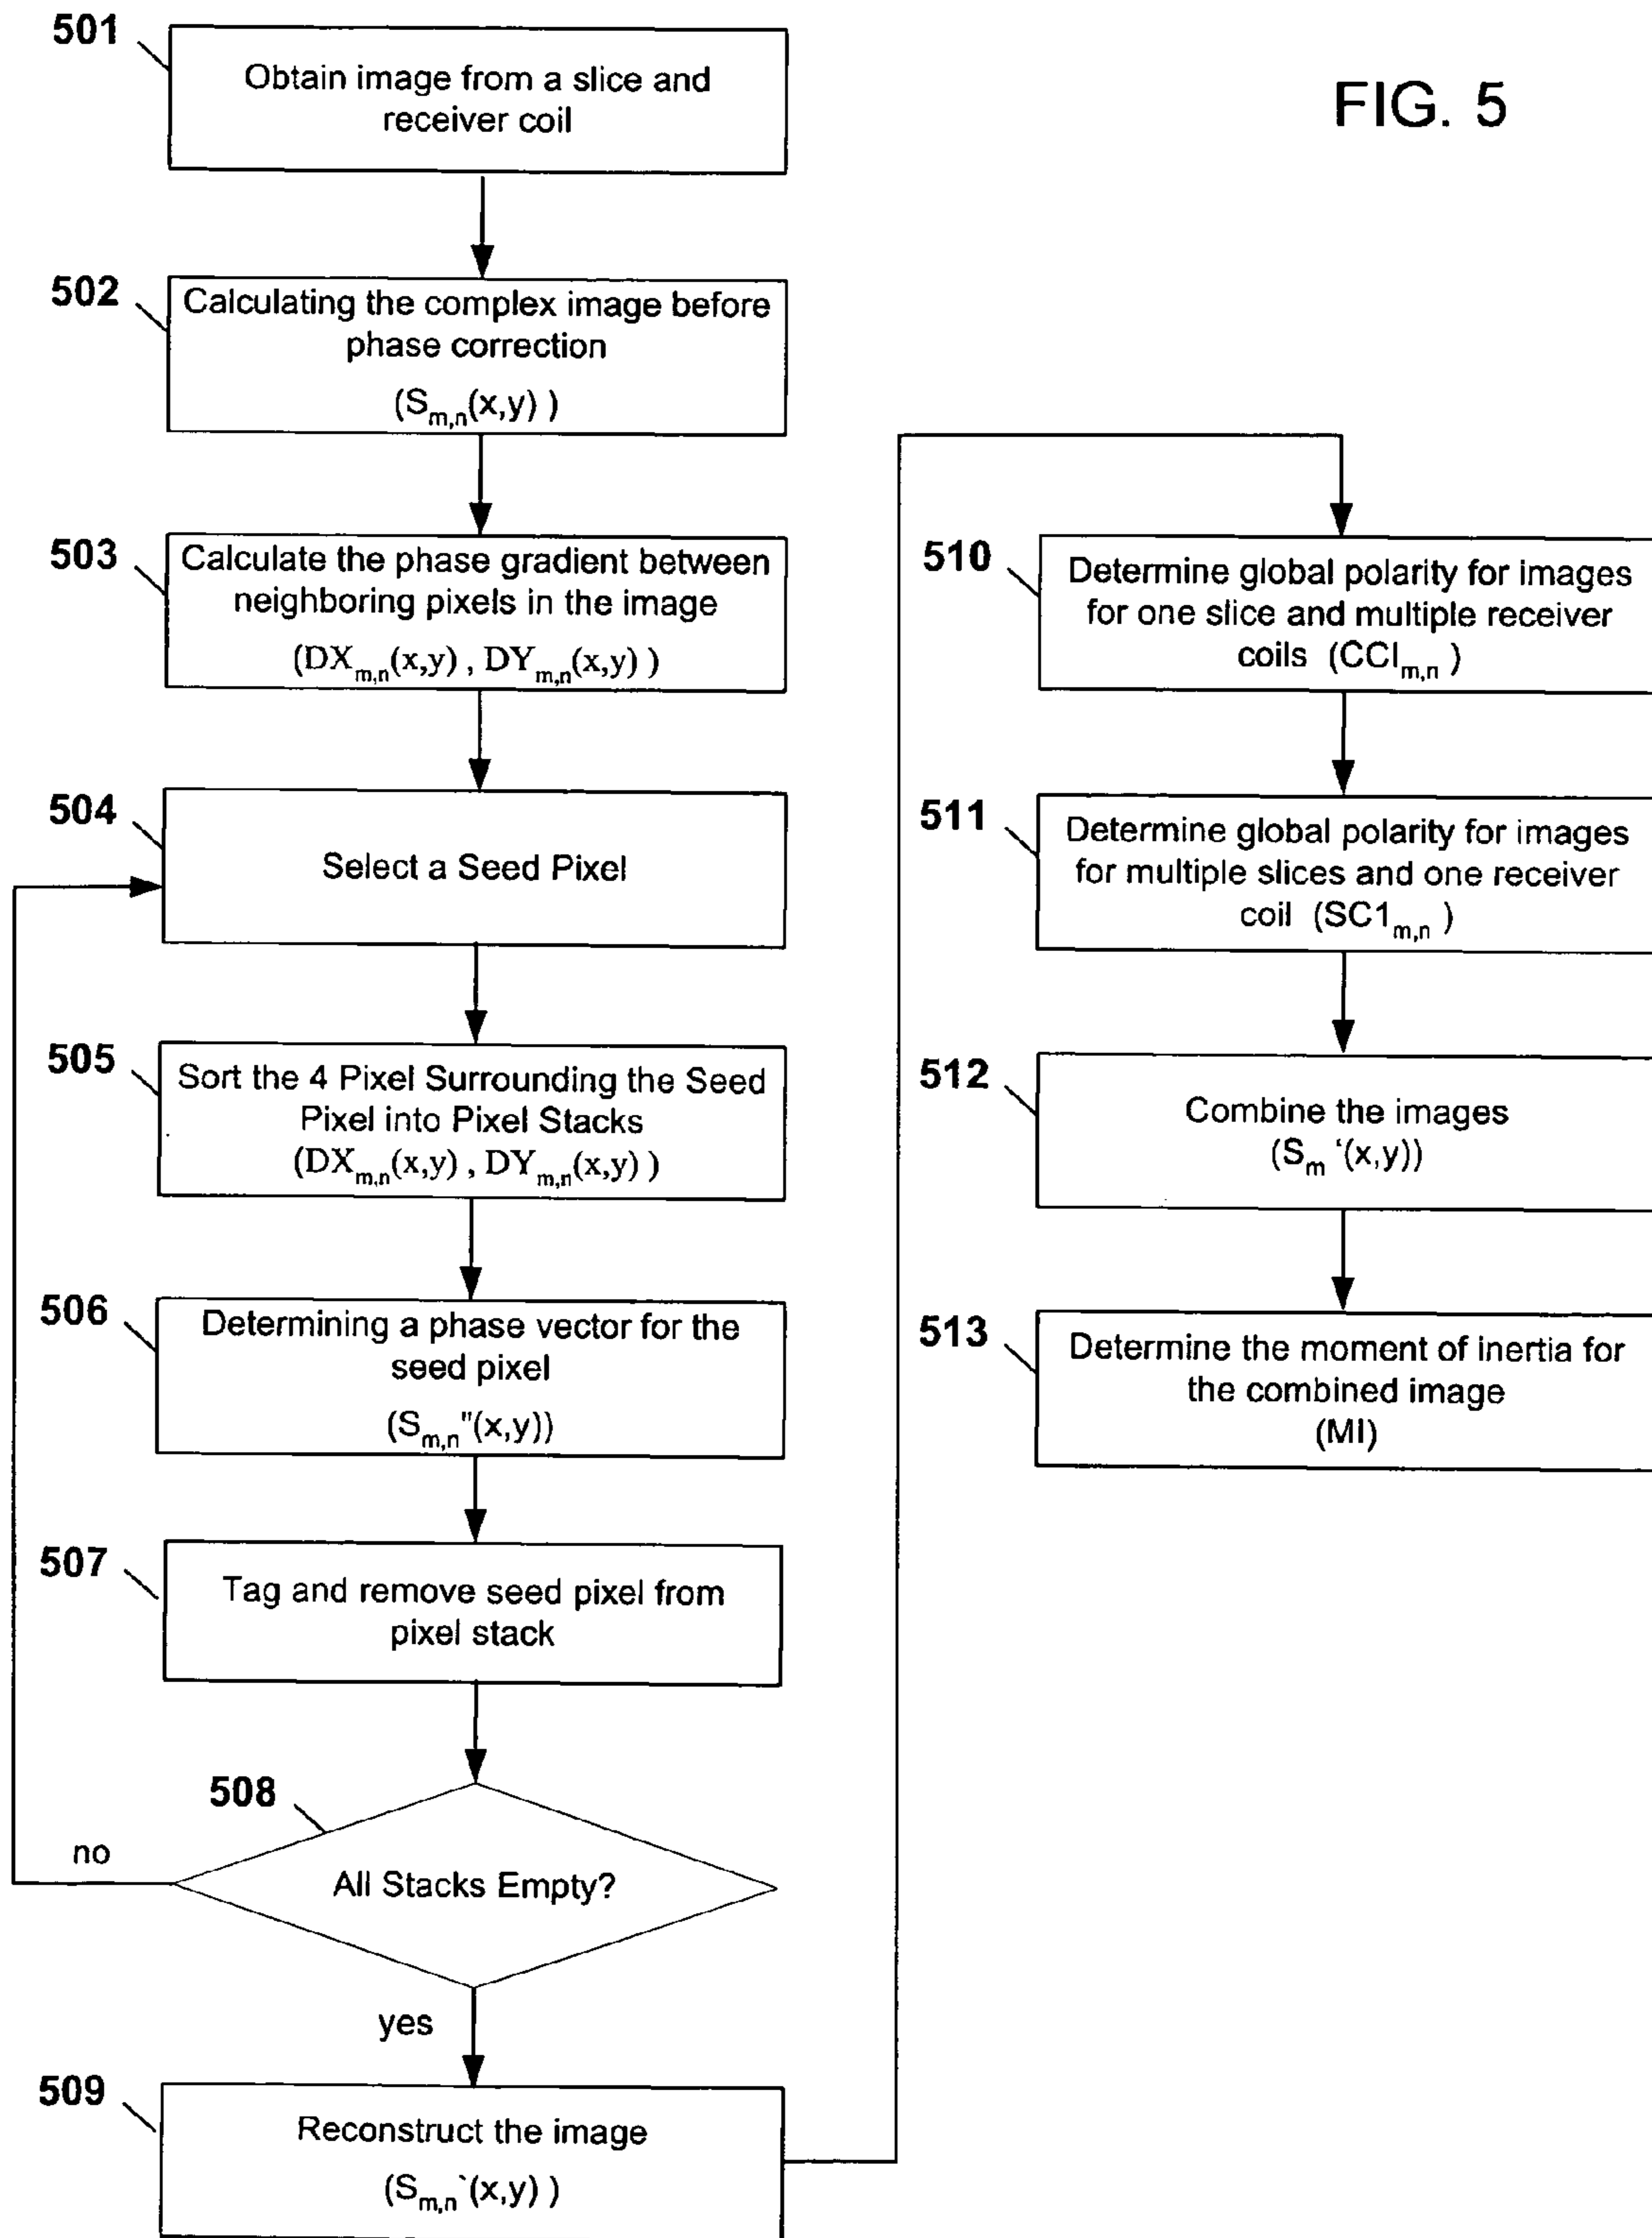 FIG. 5
501
Obtain image from a slice and
receiver coil
502
Calculating the complex image before
phase correction
(Sm,n(x,y) )
503
Calculate the phase gradient between
neighboring pixels in the image
(DXm,n(x,y) , DYm,n(x,y) )
504
Select a Seed Pixel
505
Sort the 4 Pixel Surrounding the Seed
Pixel into Pixel Stacks
(DXm,n(x,y) , DYm,n(x,y) )
506
Determining a phase vector for the
seed pixel
(Sm,n"(x,y))
507
Tag and remove seed pixel from
pixel stack
508
All Stacks Empty?
no
yes
509
Reconstruct the image
(Sm,n`(x,y) )
510
Determine global polarity for images
for one slice and multiple receiver
coils (CCIm,n )
511
Determine global polarity for images
for multiple slices and one receiver
coil (SC1m,n )
512
Combine the images
(Sm ‘(x,y))
513
Determine the moment of inertia for
the combined image
(MI)